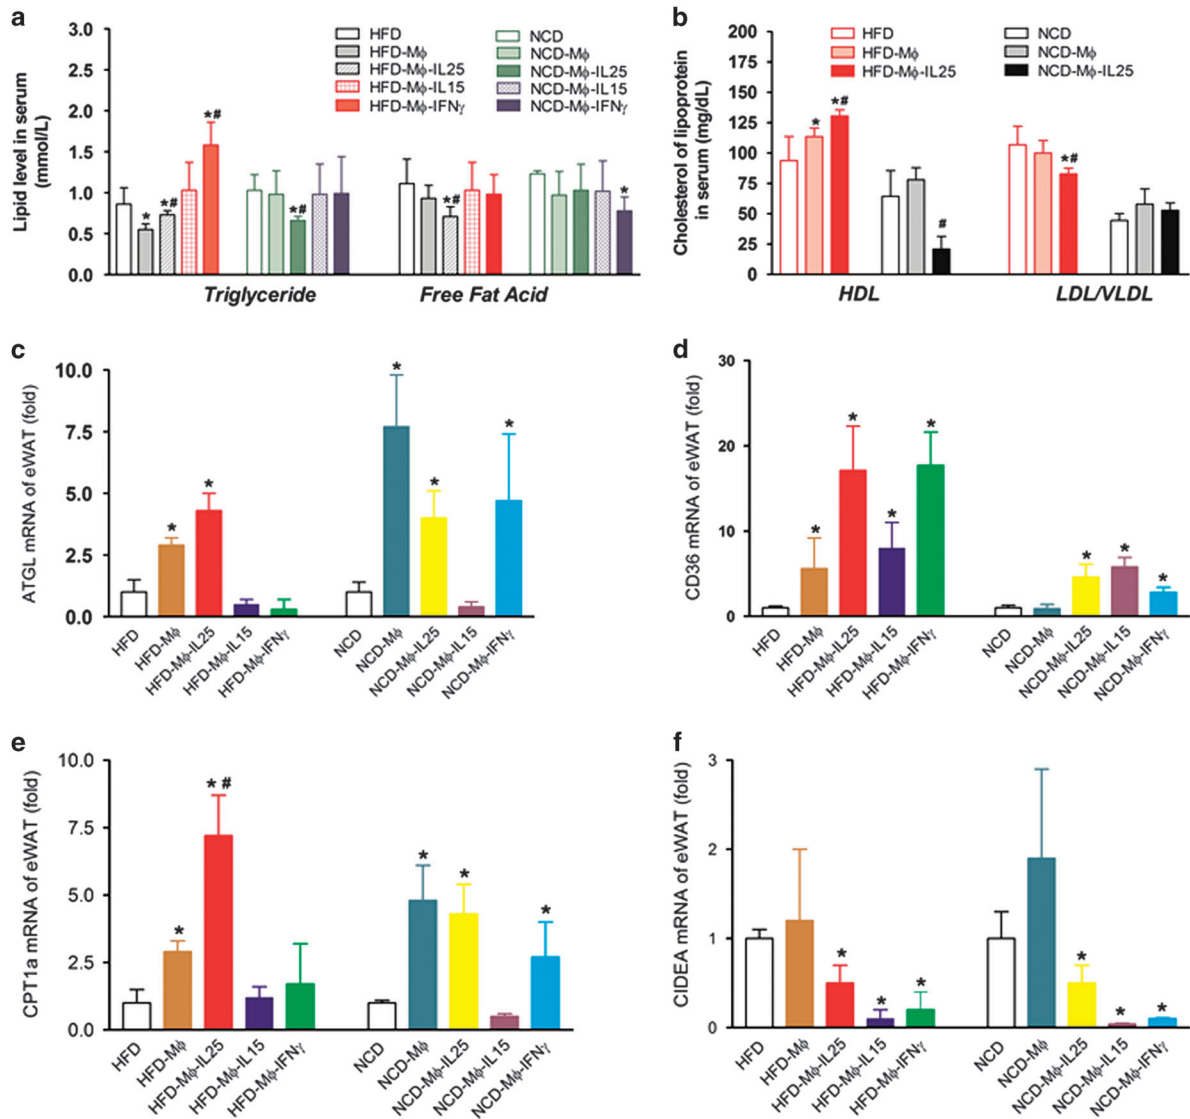 a
Lipid level in serum
(mmol/L)
3.0
2.5
2.0
1.5
1.0
0.5
0.0
HFD
HFD-Mϕ
HFD-Mϕ-IL25
HFD-Mϕ-IL15
HFD-Mϕ-IFNγ
NCD
NCD-Mϕ
NCD-Mϕ-IL25
NCD-Mϕ-IL15
NCD-Mϕ-IFNγ
* *# *# *# *# *
Triglyceride
Free Fat Acid
b
Cholesterol of lipoprotein
in serum (mg/dL)
200
175
150
125
100
75
50
25
0
HFD
HFD-Mϕ
HFD-Mϕ-IL25
NCD
NCD-Mϕ
NCD-Mϕ-IL25
* *# # *#
HDL
LDL/VLDL
c
ATGL mRNA of eWAT (fold)
10.0
7.5
5.0
2.5
0.0
* * * * *
HFD
HFD-Mϕ
HFD-Mϕ-IL25
HFD-Mϕ-IL15
HFD-Mϕ-IFNγ
NCD
NCD-Mϕ
NCD-Mϕ-IL25
NCD-Mϕ-IL15
NCD-Mϕ-IFNγ
d
CD36 mRNA of eWAT (fold)
30
20
10
0
* * * * * * *
HFD
HFD-Mϕ
HFD-Mϕ-IL25
HFD-Mϕ-IL15
HFD-Mϕ-IFNγ
NCD
NCD-Mϕ
NCD-Mϕ-IL25
NCD-Mϕ-IL15
NCD-Mϕ-IFNγ
e
CPT1a mRNA of eWAT (fold)
10.0
7.5
5.0
2.5
0.0
* *# * * *
HFD
HFD-Mϕ
HFD-Mϕ-IL25
HFD-Mϕ-IL15
HFD-Mϕ-IFNγ
NCD
NCD-Mϕ
NCD-Mϕ-IL25
NCD-Mϕ-IL15
NCD-Mϕ-IFNγ
f
CIDEA mRNA of eWAT (fold)
3
2
1
0
* * * * * *
HFD
HFD-Mϕ
HFD-Mϕ-IL25
HFD-Mϕ-IL15
HFD-Mϕ-IFNγ
NCD
NCD-Mϕ
NCD-Mϕ-IL25
NCD-Mϕ-IL15
NCD-Mϕ-IFNγ